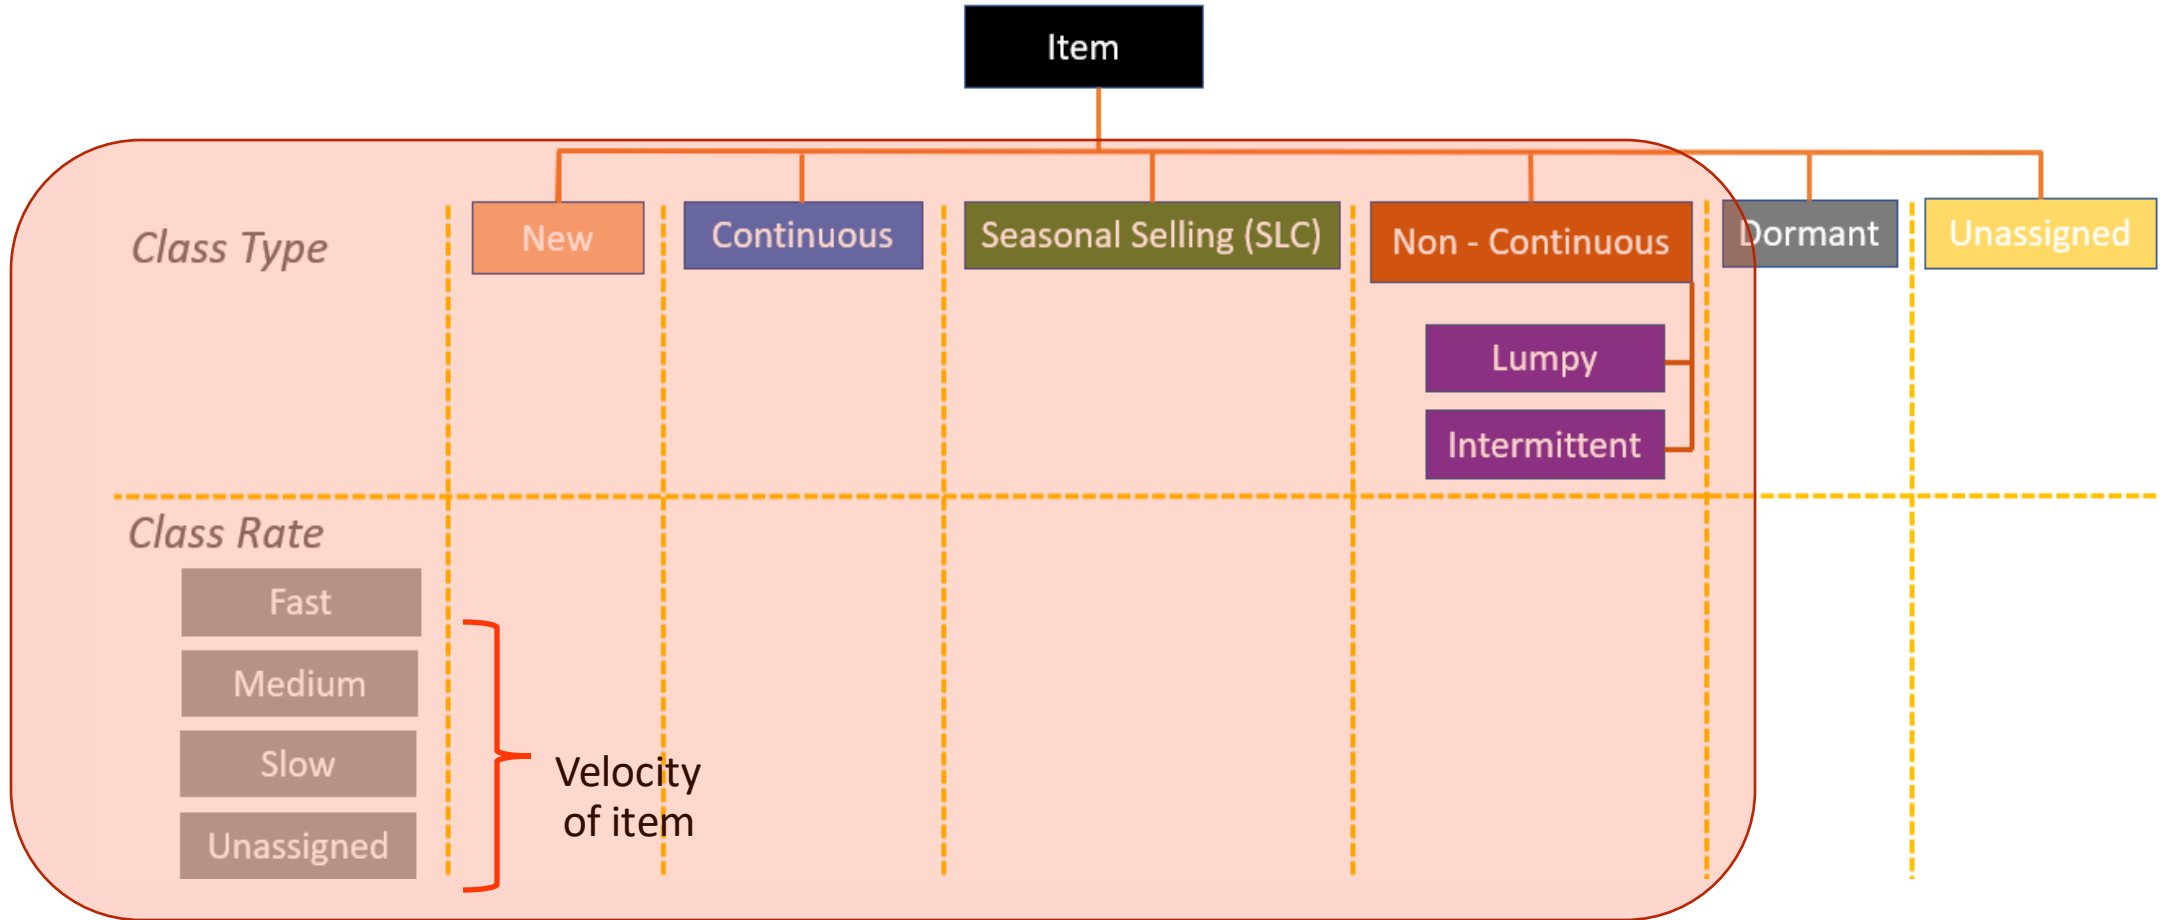 Item
Class Type
New
Continuous
Seasonal Selling (SLC)
Non - Continuous
Dormant
Unassigned
Lumpy
Intermittent
Class Rate
Fast
Medium
Slow
Unassigned
Velocity
of item